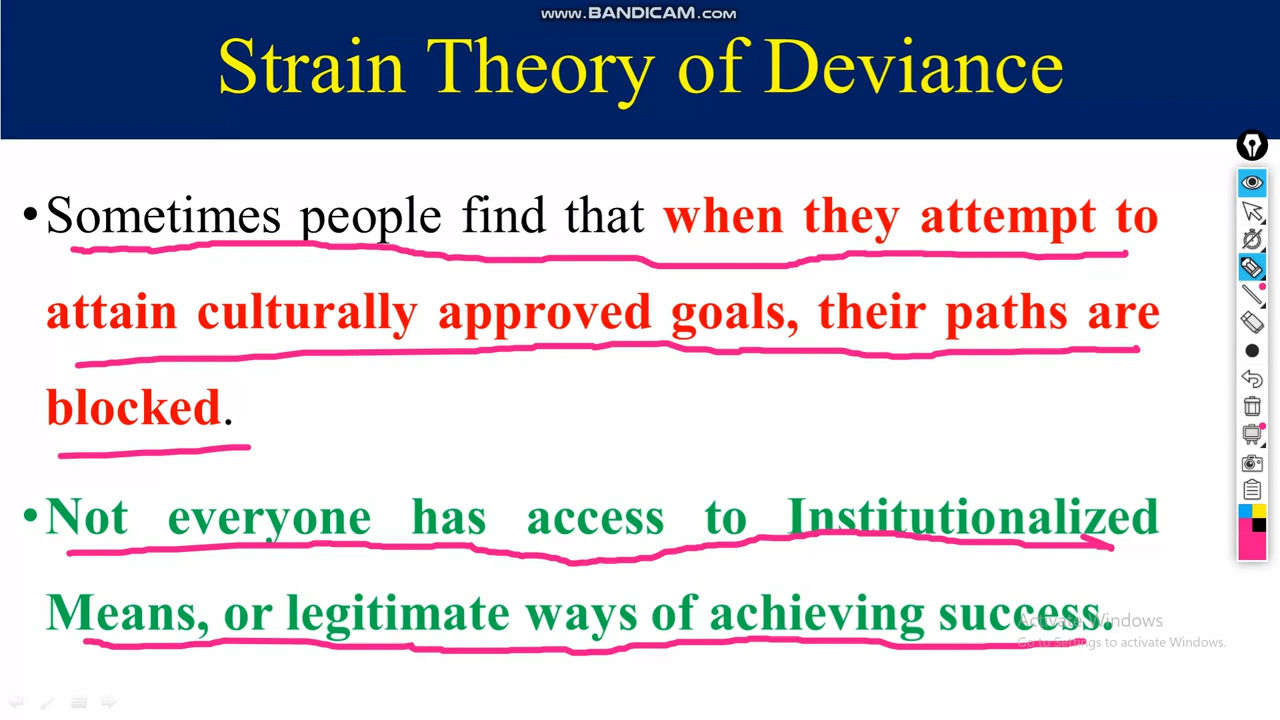 www.BANDICAM.com
Strain Theory of Deviance
•Sometimes people find that when they attempt to
attain culturally approved goals, their paths are
blocked.
•Not everyone has access to Institutionalized
Means, or legitimate ways of achieving success.
Activate Windows
Go to Settings to activate Windows.